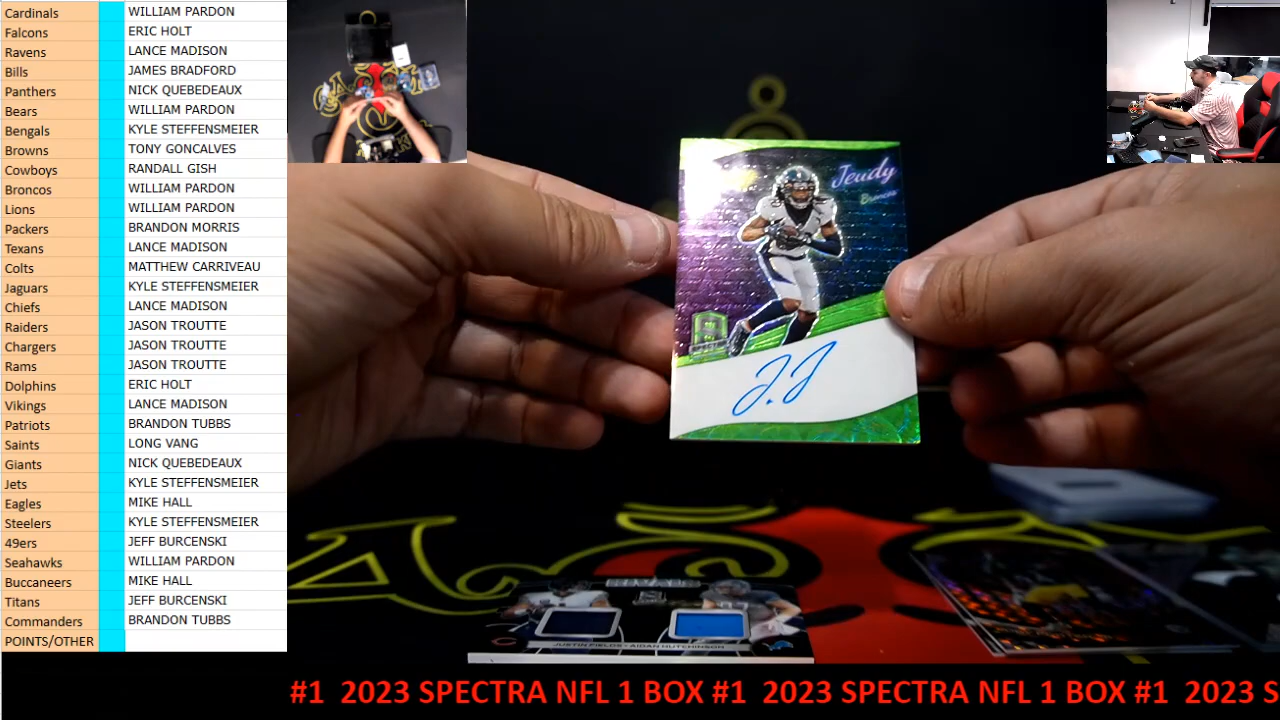 Cardinals WILLIAM PARDON
Falcons ERIC HOLT
Ravens LANCE MADISON
Bills JAMES BRADFORD
Panthers NICK QUEBEDEAUX
Bears WILLIAM PARDON
Bengals KYLE STEFFENSMEIER
Browns TONY GONCALVES
Cowboys RANDALL GISH
Broncos WILLIAM PARDON
Lions WILLIAM PARDON
Packers BRANDON MORRIS
Texans LANCE MADISON
Colts MATTHEW CARRIVEAU
Jaguars KYLE STEFFENSMEIER
Chiefs LANCE MADISON
Raiders JASON TROUTTE
Chargers JASON TROUTTE
Rams JASON TROUTTE
Dolphins ERIC HOLT
Vikings LANCE MADISON
Patriots BRANDON TUBBS
Saints LONG VANG
Giants NICK QUEBEDEAUX
Jets KYLE STEFFENSMEIER
Eagles MIKE HALL
Steelers KYLE STEFFENSMEIER
49ers JEFF BURCENSKI
Seahawks WILLIAM PARDON
Buccaneers MIKE HALL
Titans JEFF BURCENSKI
Commanders BRANDON TUBBS
POINTS/OTHER
Jeudy
Broncos
J.J
JUSTIN FIELDS · AIDAN HUTCHINSON
#1 2023 SPECTRA NFL 1 BOX #1 2023 SPECTRA NFL 1 BOX #1 2023 S